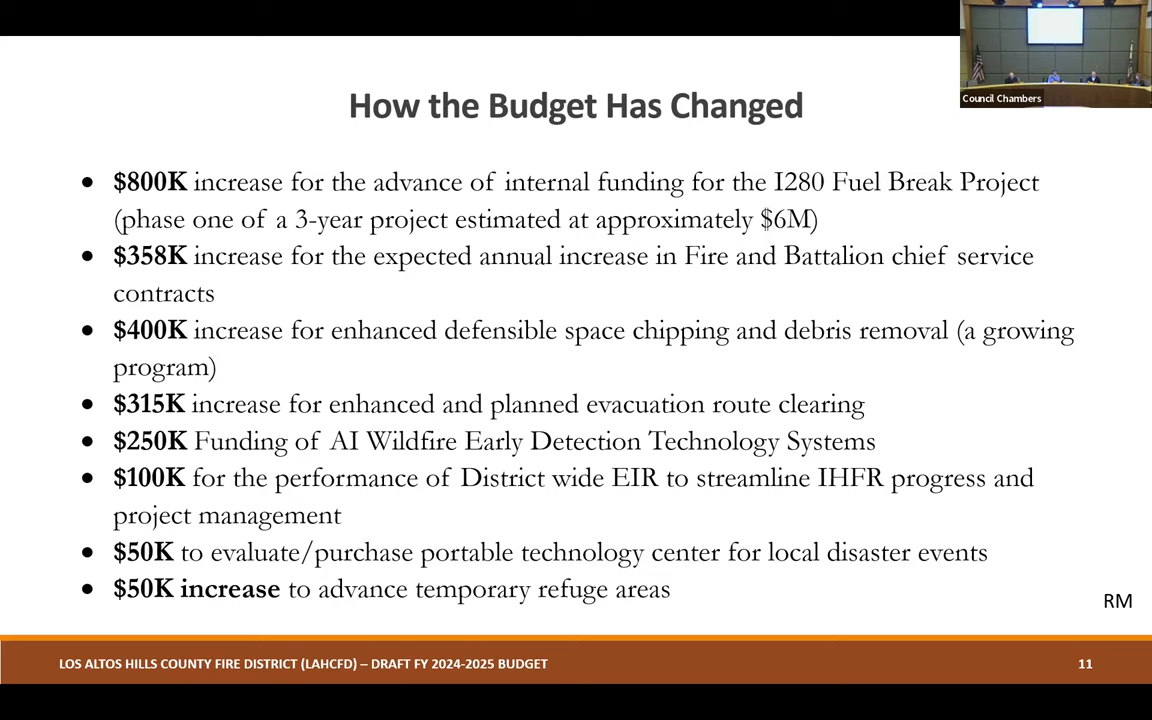 Council Chambers
How the Budget Has Changed
• $800K increase for the advance of internal funding for the I280 Fuel Break Project
(phase one of a 3-year project estimated at approximately $6M)
• $358K increase for the expected annual increase in Fire and Battalion chief service
contracts
• $400K increase for enhanced defensible space chipping and debris removal (a growing
program)
• $315K increase for enhanced and planned evacuation route clearing
• $250K Funding of AI Wildfire Early Detection Technology Systems
• $100K for the performance of District wide EIR to streamline IHFR progress and
project management
• $50K to evaluate/purchase portable technology center for local disaster events
• $50K increase to advance temporary refuge areas
RM
LOS ALTOS HILLS COUNTY FIRE DISTRICT (LAHCFD) – DRAFT FY 2024-2025 BUDGET
11